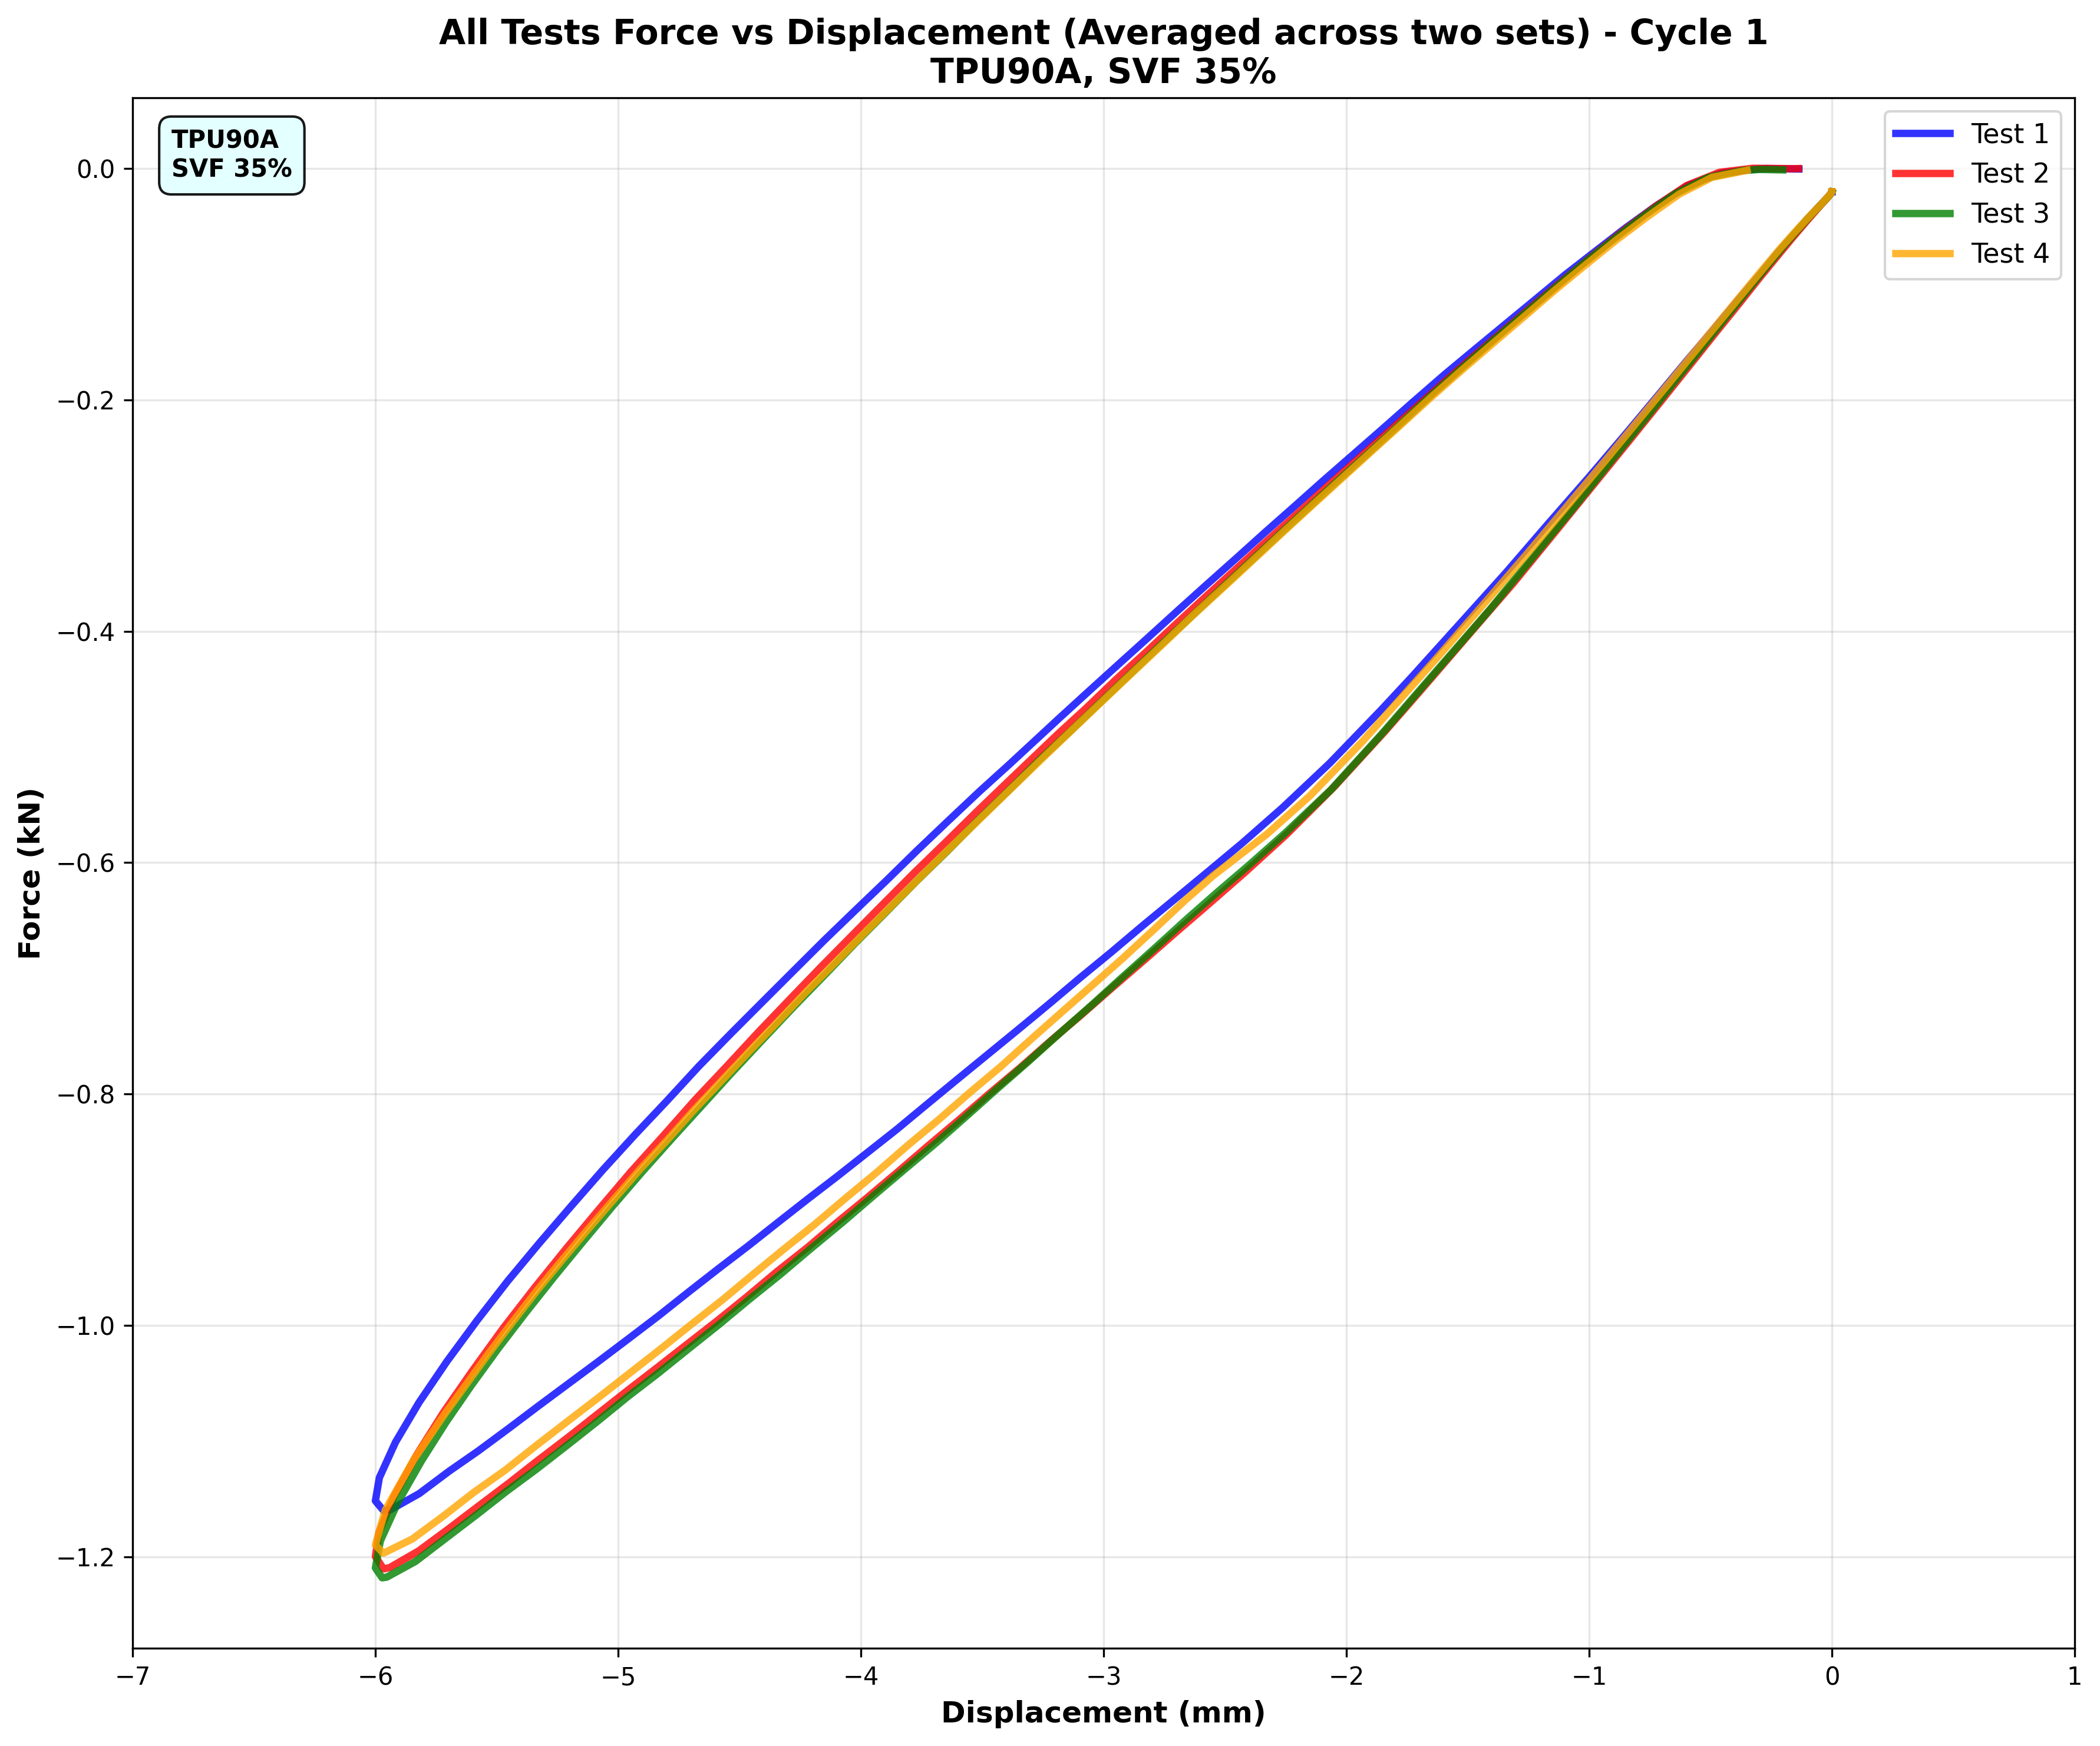 All Tests Force vs Displacement (Averaged across two sets) - Cycle 1
TPU90A, SVF 35%
TPU90A
SVF 35%
Test 1
Test 2
Test 3
Test 4
Force (kN)
0.0
−0.2
−0.4
−0.6
−0.8
−1.0
−1.2
−7 −6 −5 −4 −3 −2 −1 0 1
Displacement (mm)